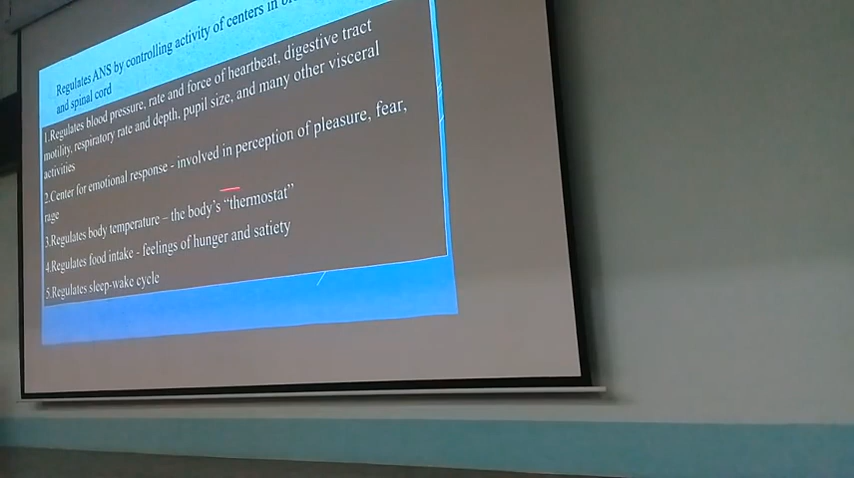 Regulates ANS by controlling activity of centers in
and spinal cord
1.Regulates blood pressure, rate and force of heartbeat, digestive tract
motility, respiratory rate and depth, pupil size, and many other visceral
activities
2.Center for emotional response - involved in perception of pleasure, fear,
rage
3.Regulates body temperature – the body’s “thermostat”
4.Regulates food intake - feelings of hunger and satiety
5.Regulates sleep-wake cycle